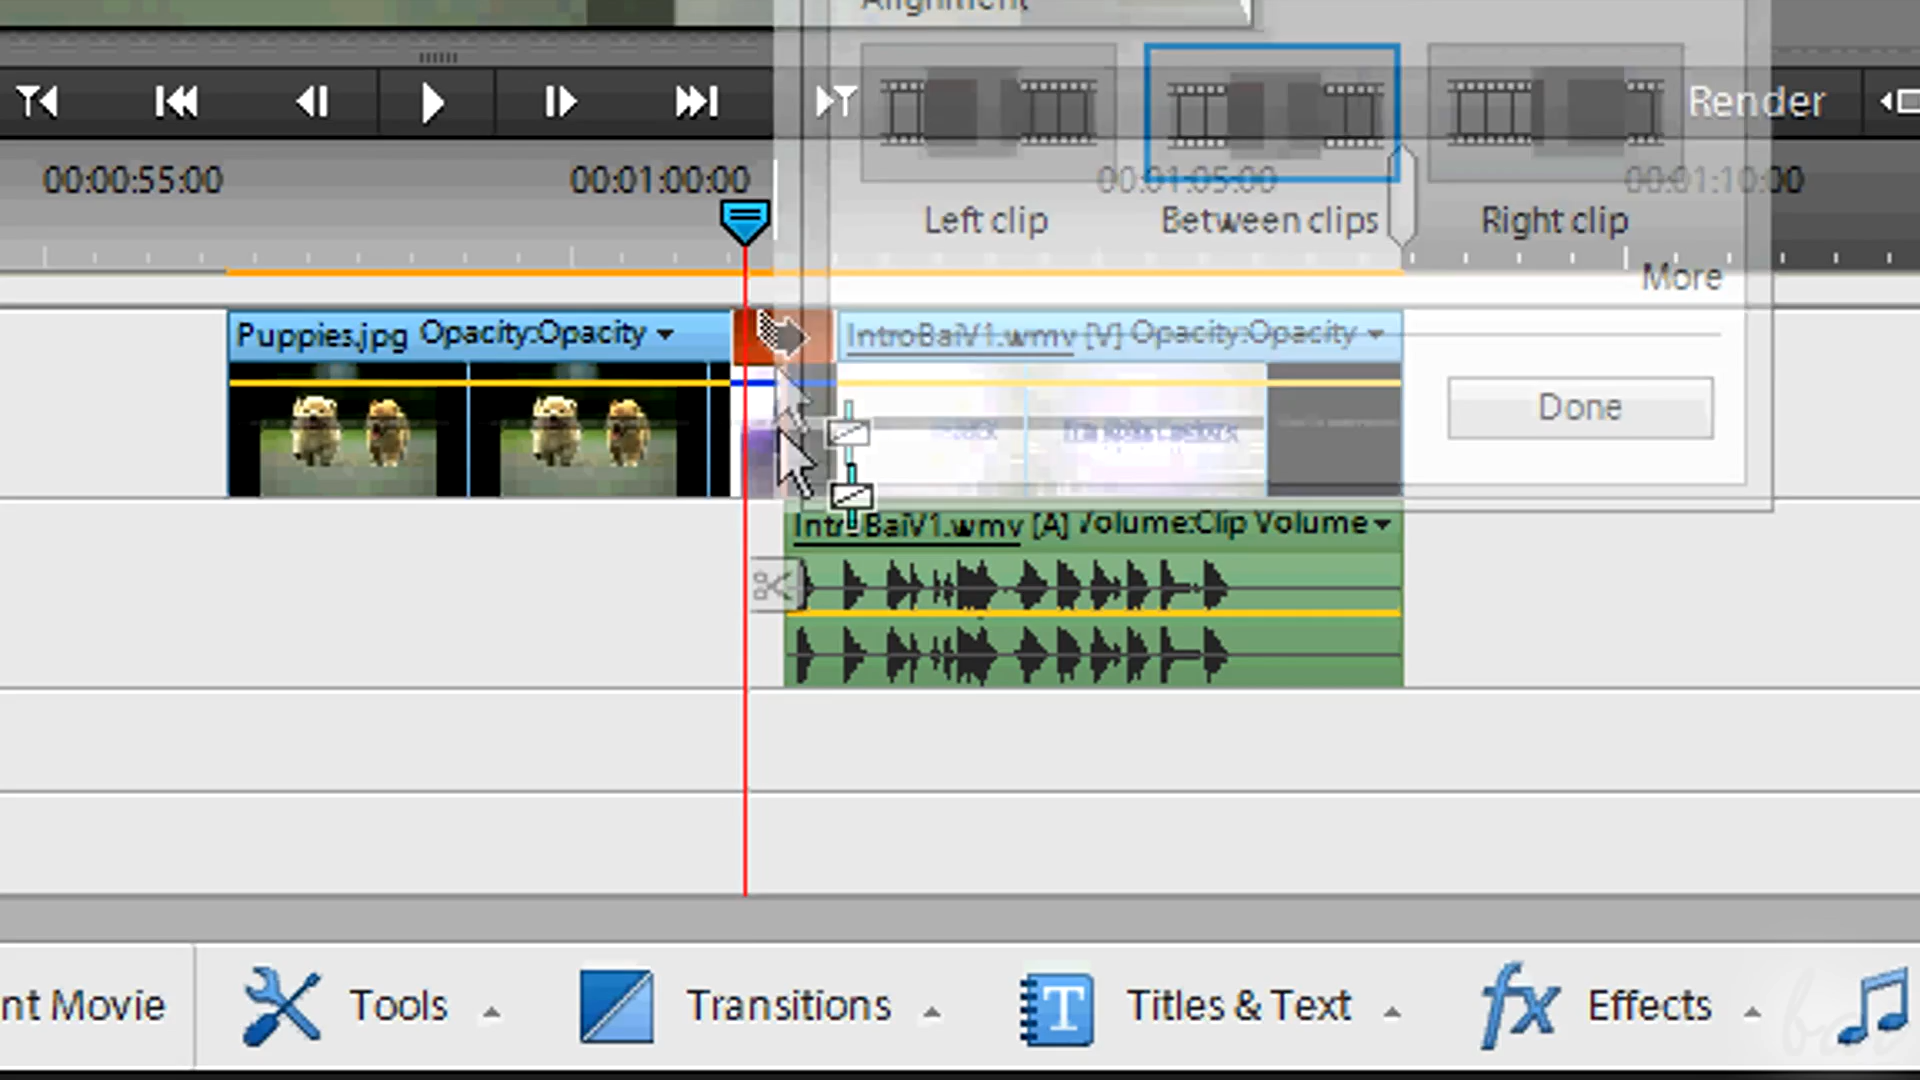 Alignment
Render
00:00:55:00 00:01:00:00 00:01:05:00 00:01:10:00
Left clip Between clips Right clip
More
Puppies.jpg Opacity:Opacity IntroBaiV1.wmv [V] Opacity:Opacity
Done
IntroBaiV1.wmv [A] Volume:Clip Volume
nt Movie Tools Transitions T Titles & Text fx Effects